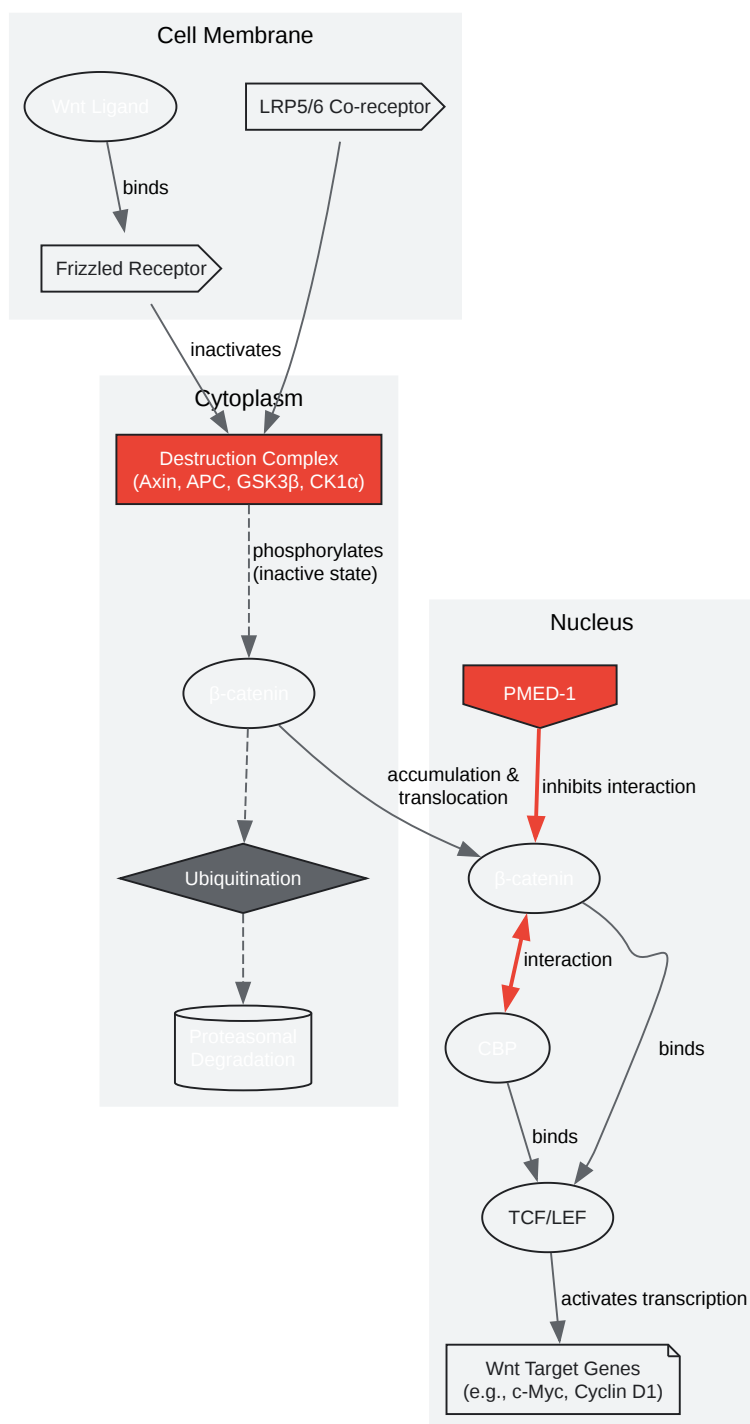 Cell Membrane
Wnt Ligand
LRP5/6 Co-receptor
binds
Frizzled Receptor
inactivates
Cytoplasm
Destruction Complex
(Axin, APC, GSK3β, CK1α)
phosphorylates
(inactive state)
β-catenin
Ubiquitination
Proteasomal
Degradation
accumulation &
translocation
Nucleus
PMED-1
inhibits interaction
β-catenin
interaction
CBP
binds
binds
TCF/LEF
activates transcription
Wnt Target Genes
(e.g., c-Myc, Cyclin D1)